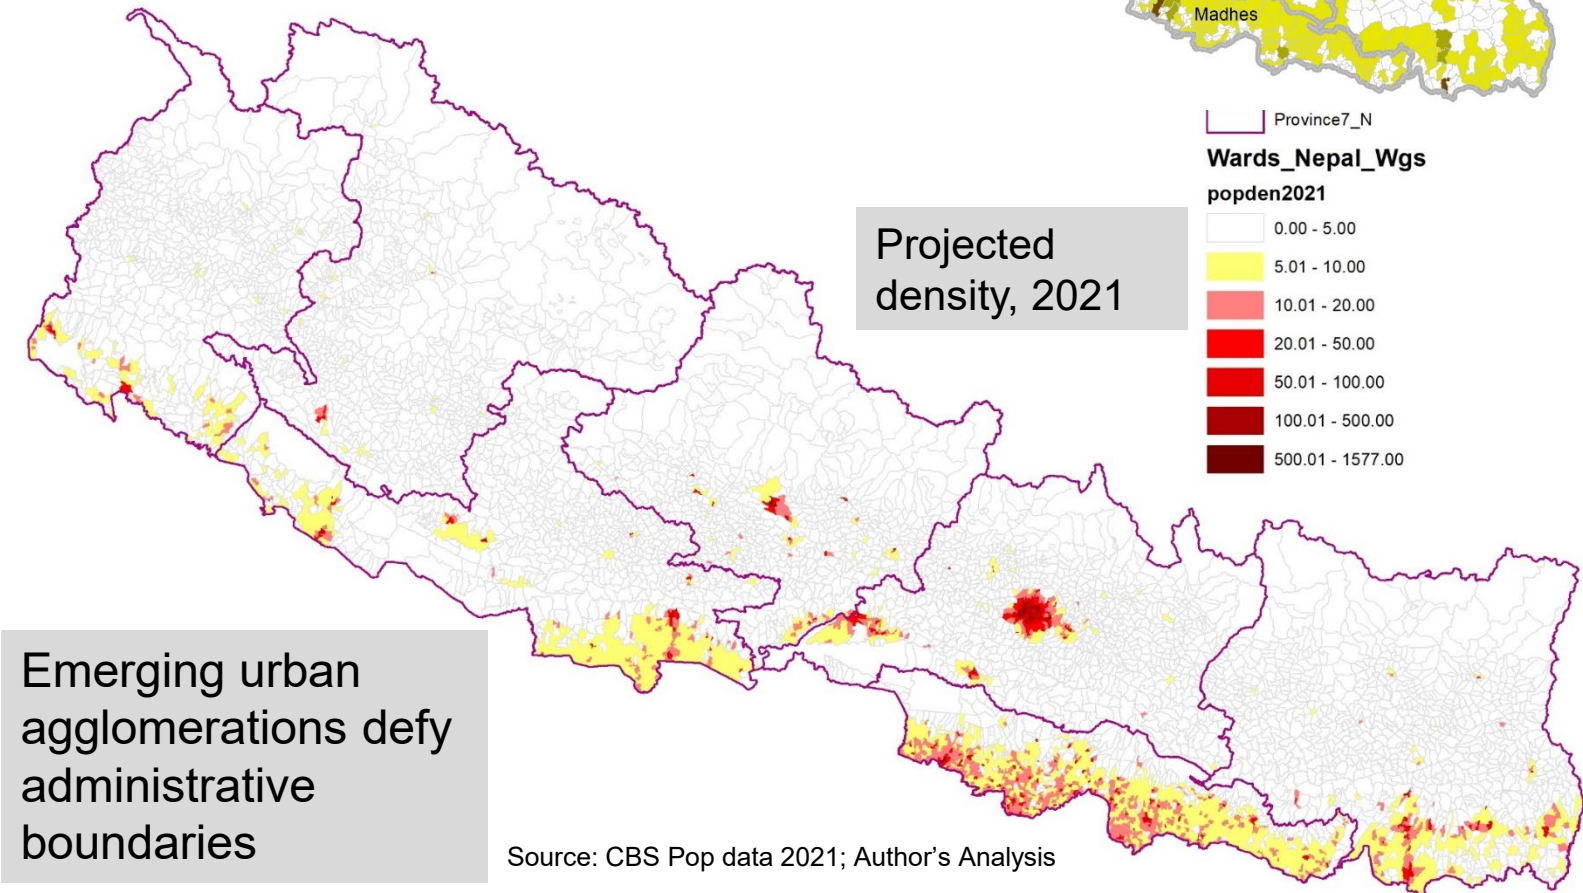 Madhes
Province7_N
Wards_Nepal_Wgs
popden2021
0.00 - 5.00
5.01 - 10.00
10.01 - 20.00
20.01 - 50.00
50.01 - 100.00
100.01 - 500.00
500.01 - 1577.00
Projected
density, 2021
Emerging urban
agglomerations defy
administrative
boundaries
Source: CBS Pop data 2021; Author’s Analysis